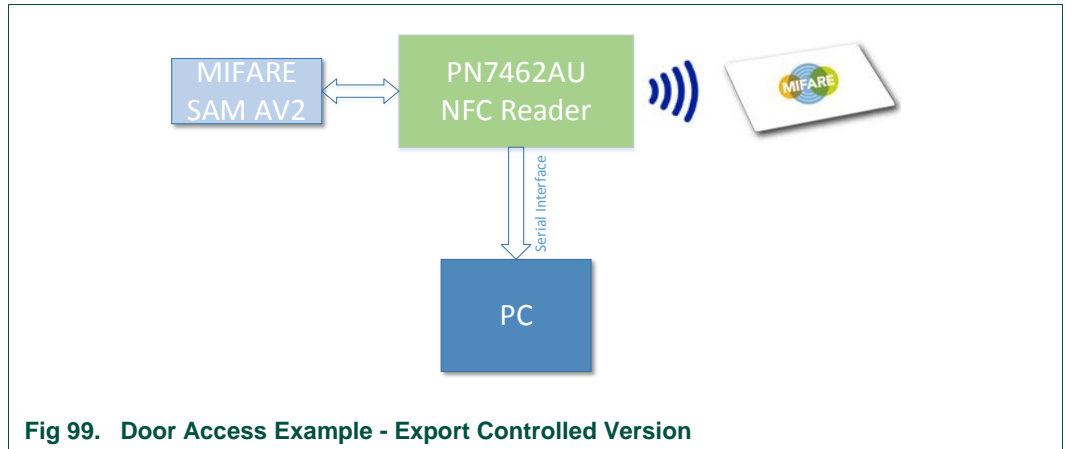 MIFARE
SAM AV2
PN7462AU
NFC Reader
MIFARE
Serial Interface
PC
Fig 99. Door Access Example - Export Controlled Version